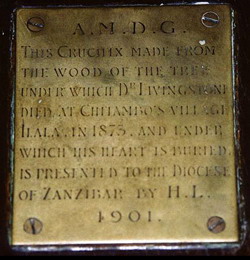 A.M.D.G.
THIS CRUCIFIX MADE FROM
THE WOOD OF THE TREE
UNDER WHICH DR LIVINGSTONE
DIED AT CHITAMBO'S VILLAGE
ILALA, IN 1873, AND UNDER
WHICH HIS HEART IS BURIED,
IS PRESENTED TO THE DIOCESE
OF ZANZIBAR BY H.L.
1901.